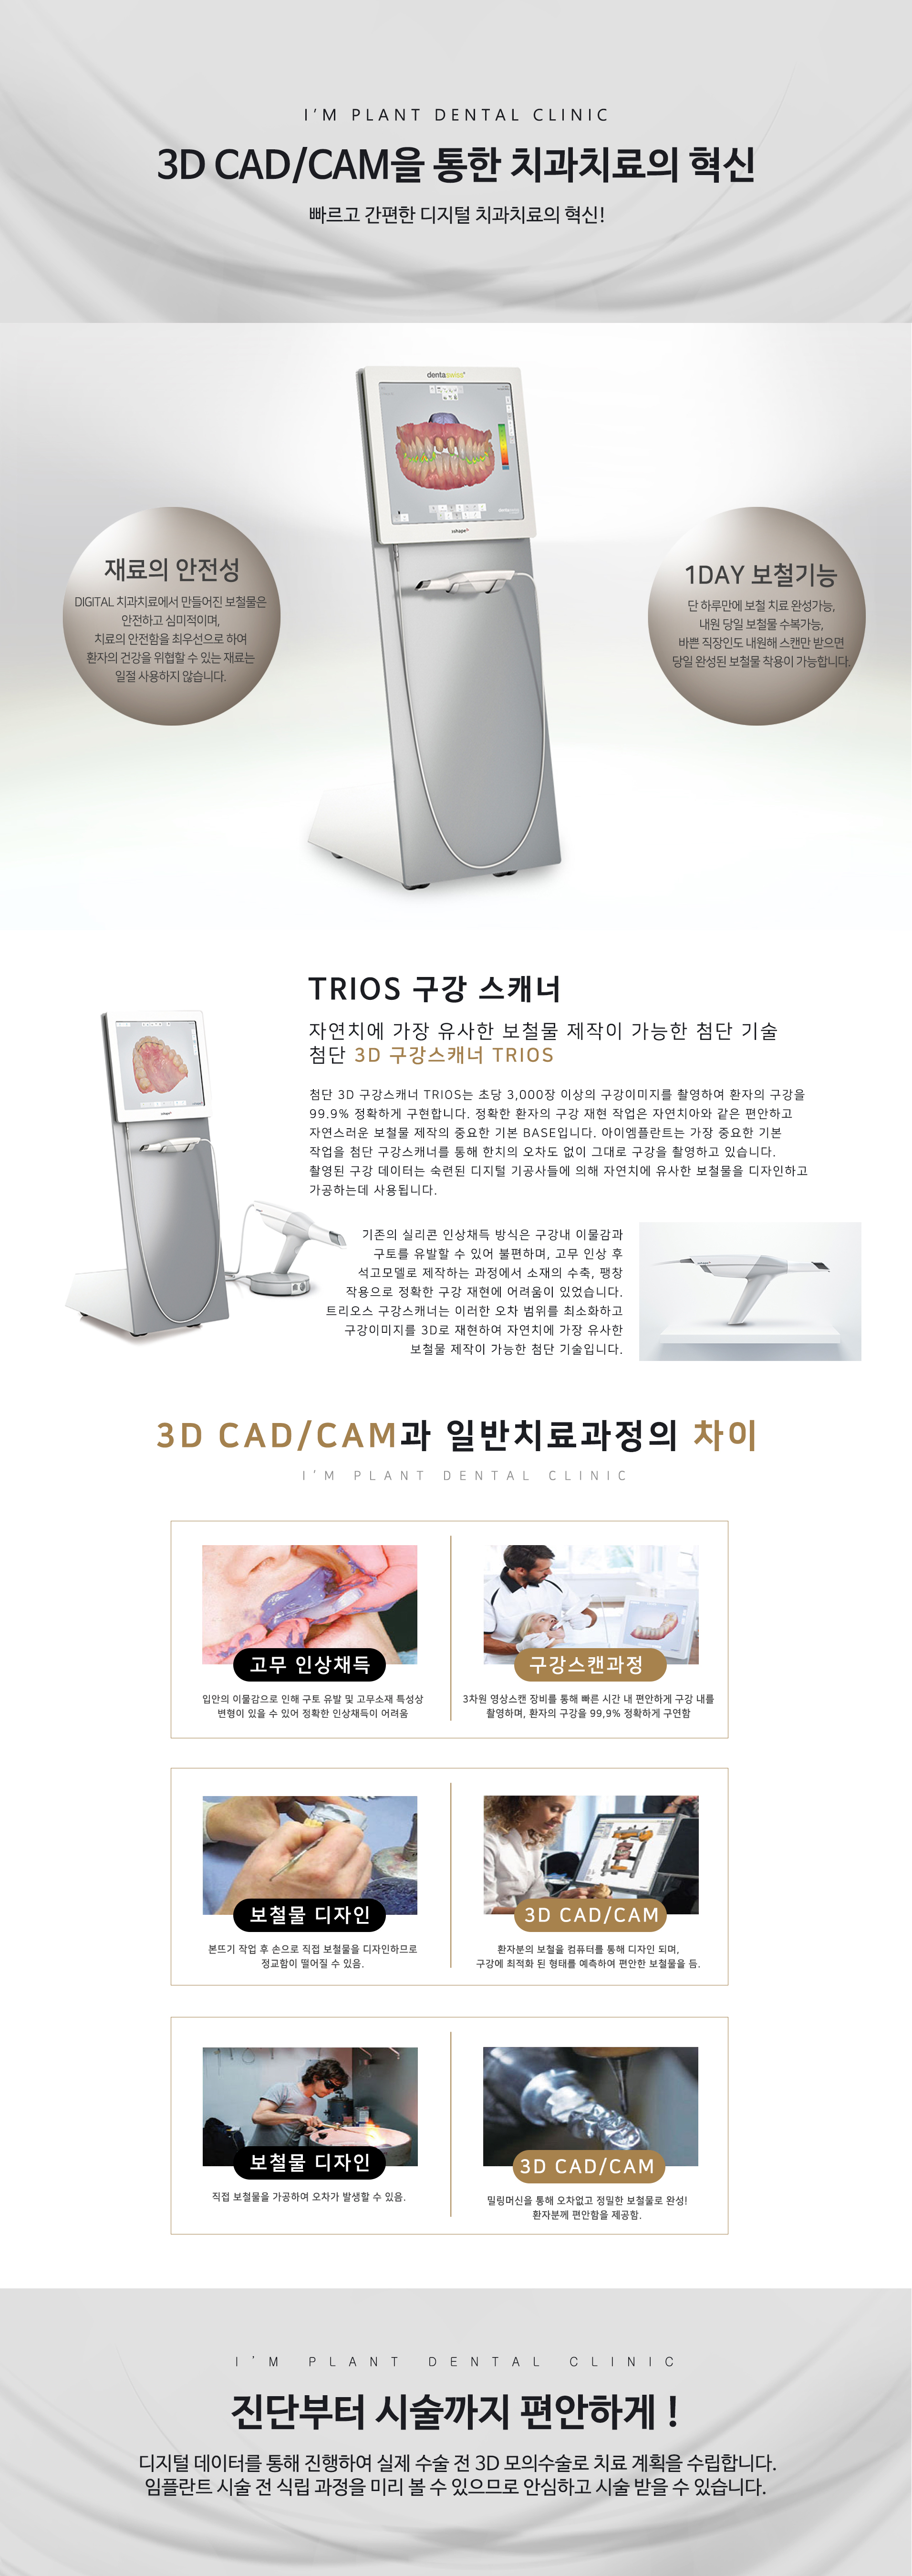 I'M PLANT DENTAL CLINIC
3D CAD/CAM을 통한 치과치료의 혁신
빠르고 간편한 디지털 치과치료의 혁신!
dentaswiss
재료의 안전성
DIGITAL 치과치료에서 만들어진 보철물은
안전하고 심미적이며,
치료의 안전함을 최우선으로 하여
환자의 건강을 위협할 수 있는 재료는
일절 사용하지 않습니다.
3shape
1DAY 보철기능
단 하루만에 보철 치료 완성가능,
내원 당일 보철물 수복가능,
바쁜 직장인도 내원해 스캔만 받으면
당일 완성된 보철물 착용이 가능합니다.
TRIOS 구강 스캐너
자연치에 가장 유사한 보철물 제작이 가능한 첨단 기술
첨단 3D 구강스캐너 TRIOS
첨단 3D 구강스캐너 TRIOS는 초당 3,000장 이상의 구강이미지를 촬영하여 환자의 구강을
99.9% 정확하게 구현합니다. 정확한 환자의 구강 재현 작업은 자연치아와 같은 편안하고
자연스러운 보철물 제작의 중요한 기본 BASE입니다. 아이엠플란트는 가장 중요한 기본
작업을 첨단 구강스캐너를 통해 한치의 오차도 없이 그대로 구강을 촬영하고 있습니다.
촬영된 구강 데이터는 숙련된 디지털 기공사들에 의해 자연치에 유사한 보철물을 디자인하고
가공하는데 사용됩니다.
기존의 실리콘 인상채득 방식은 구강내 이물감과
구토를 유발할 수 있어 불편하며, 고무 인상 후
석고모델로 제작하는 과정에서 소재의 수축, 팽창
작용으로 정확한 구강 재현에 어려움이 있었습니다.
트리오스 구강스캐너는 이러한 오차 범위를 최소화하고
구강이미지를 3D로 재현하여 자연치에 가장 유사한
보철물 제작이 가능한 첨단 기술입니다.
3D CAD/CAM과 일반치료과정의 차이
I'M PLANT DENTAL CLINIC
고무 인상채득
입안의 이물감으로 인해 구토 유발 및 고무소재 특성상
변형이 있을 수 있어 정확한 인상채득이 어려움
구강스캔과정
3차원 영상스캔 장비를 통해 빠른 시간 내 편안하게 구강 내를
촬영하며, 환자의 구강을 99,9% 정확하게 구연함
보철물 디자인
본뜨기 작업 후 손으로 직접 보철물을 디자인하므로
정교함이 떨어질 수 있음.
3D CAD/CAM
환자분의 보철을 컴퓨터를 통해 디자인 되며,
구강에 최적화 된 형태를 예측하여 편안한 보철물을 듬.
보철물 디자인
직접 보철물을 가공하여 오차가 발생할 수 있음.
3D CAD/CAM
밀링머신을 통해 오차없고 정밀한 보철물로 완성!
환자분께 편안함을 제공함.
I'M PLANT DENTAL CLINIC
진단부터 시술까지 편안하게 !
디지털 데이터를 통해 진행하여 실제 수술 전 3D 모의수술로 치료 계획을 수립합니다.
임플란트 시술 전 식립 과정을 미리 볼 수 있으므로 안심하고 시술 받을 수 있습니다.